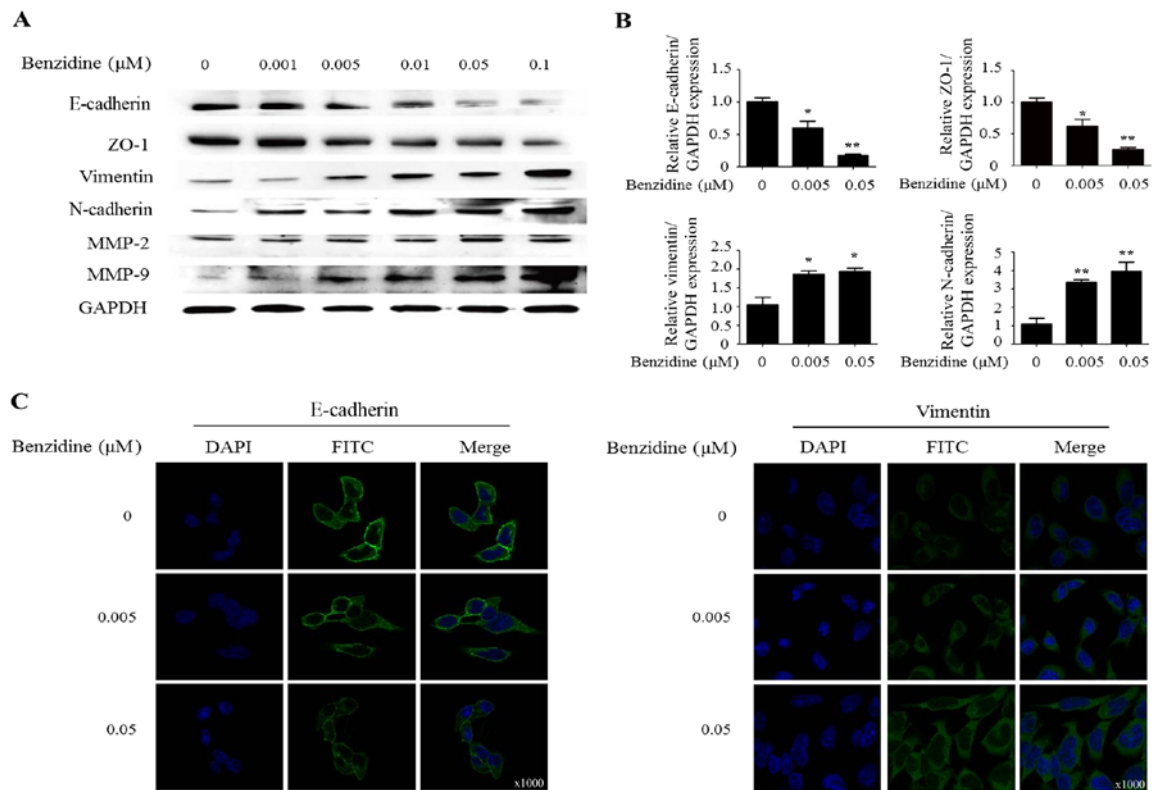 A
Benzidine (μM) 0 0.001 0.005 0.01 0.05 0.1
E-cadherin
ZO-1
Vimentin
N-cadherin
MMP-2
MMP-9
GAPDH
B
Relative E-cadherin/
GAPDH expression
1.5
1.0
0.5
0
*
**
Benzidine (μM) 0 0.005 0.05
Relative ZO-1/
GAPDH expression
1.5
1.0
0.5
0
*
**
Benzidine (μM) 0 0.005 0.05
Relative vimentin/
GAPDH expression
2.5
2.0
1.5
1.0
1.5
0
*
*
Benzidine (μM) 0 0.005 0.05
Relative N-cadherin/
GAPDH expression
5
4
3
2
1
0
**
**
Benzidine (μM) 0 0.005 0.05
C
E-cadherin
Benzidine (μM) DAPI FITC Merge
0
0.005
0.05
x1000
Vimentin
Benzidine (μM) DAPI FITC Merge
0
0.005
0.05
x1000